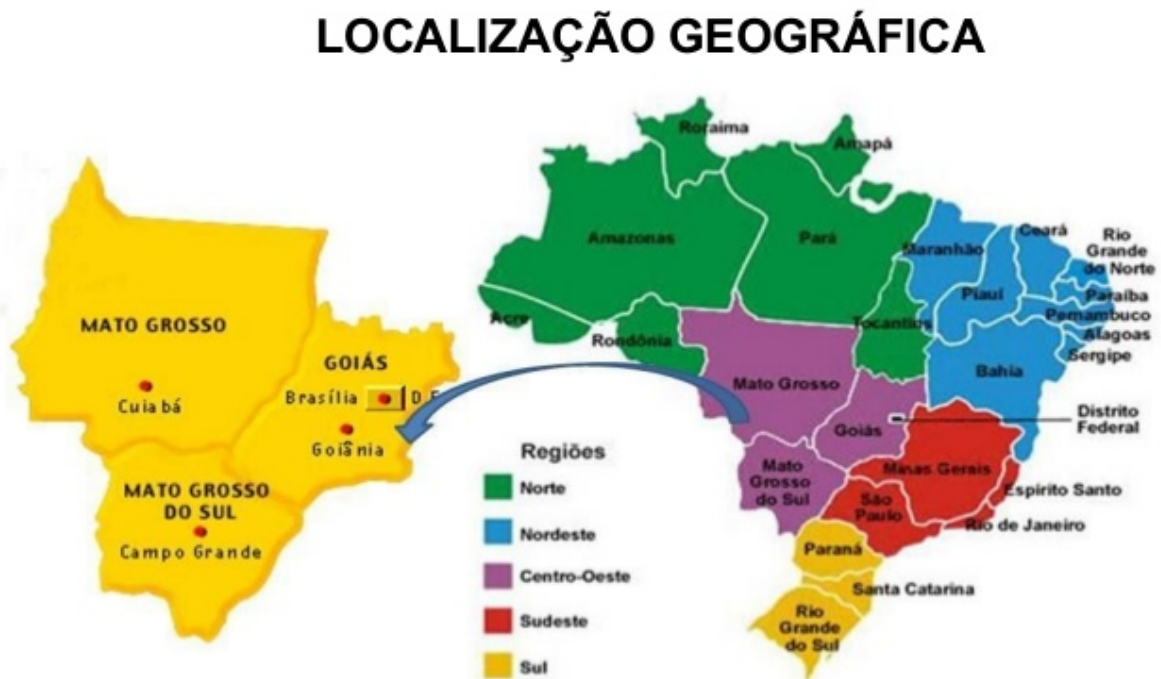 LOCALIZAÇÃO GEOGRÁFICA
MATO GROSSO
Cuiabá
GOIÁS
Brasília
D F
Goiânia
MATO GROSSO
DO SUL
Campo Grande
Roraima
Amapá
Amazonas
Pará
Acre
Rondônia
Tocantins
Maranhão
Piauí
Ceará
Rio
Grande
do Norte
Paraíba
Pernambuco
Alagoas
Sergipe
Bahia
Mato Grosso
Goiás
Distrito
Federal
Mato
Grosso
do Sul
Minas Gerais
Espírito Santo
São
Paulo
Rio de Janeiro
Paraná
Santa Catarina
Rio
Grande
do Sul
Regiões
Norte
Nordeste
Centro-Oeste
Sudeste
Sul